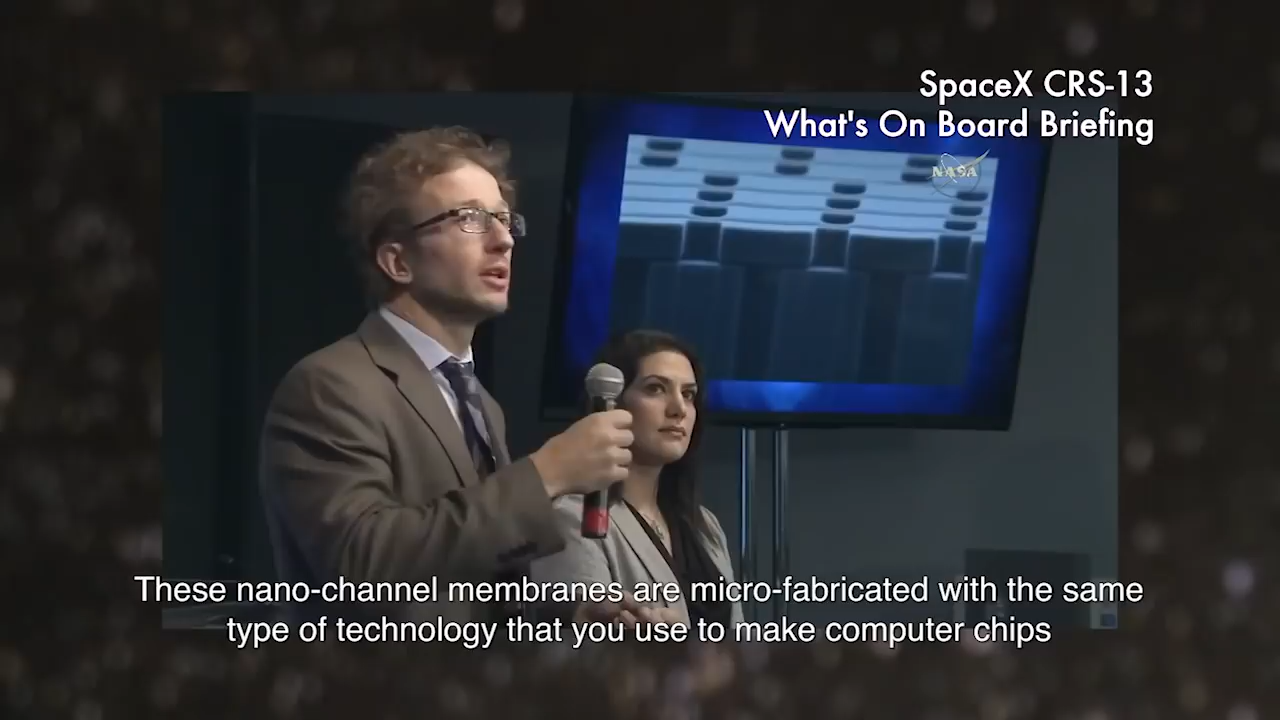 SpaceX CRS-13
What's On Board Briefing
NASA
These nano-channel membranes are micro-fabricated with the same
type of technology that you use to make computer chips